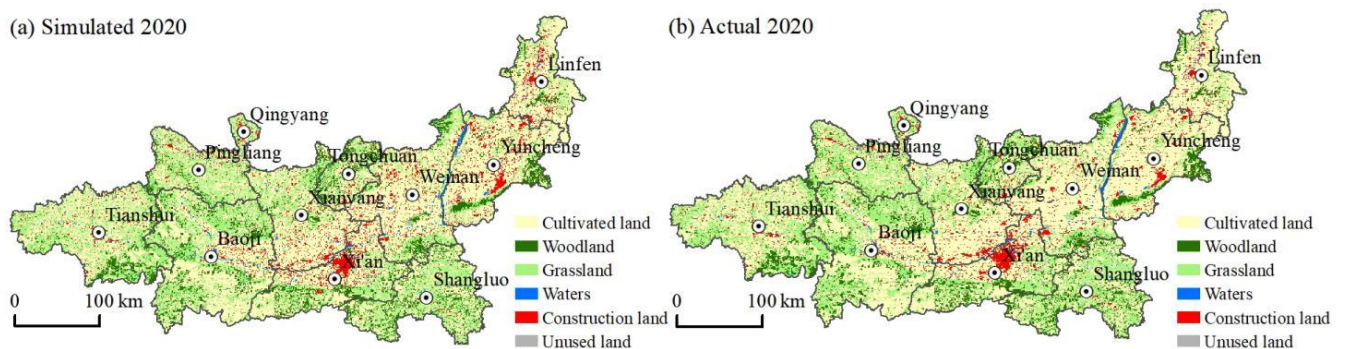 (a) Simulated 2020
Linfen
Qingyang
Pingliang
Tongchuan
Yuncheng
Weinan
Xianyang
Tianshui
Baoji
Xi'an
Shangluo
0 100 km
Cultivated land
Woodland
Grassland
Waters
Construction land
Unused land
(b) Actual 2020
Linfen
Qingyang
Pingliang
Tongchuan
Yuncheng
Weinan
Xianyang
Tianshui
Baoji
Xi'an
Shangluo
0 100 km
Cultivated land
Woodland
Grassland
Waters
Construction land
Unused land